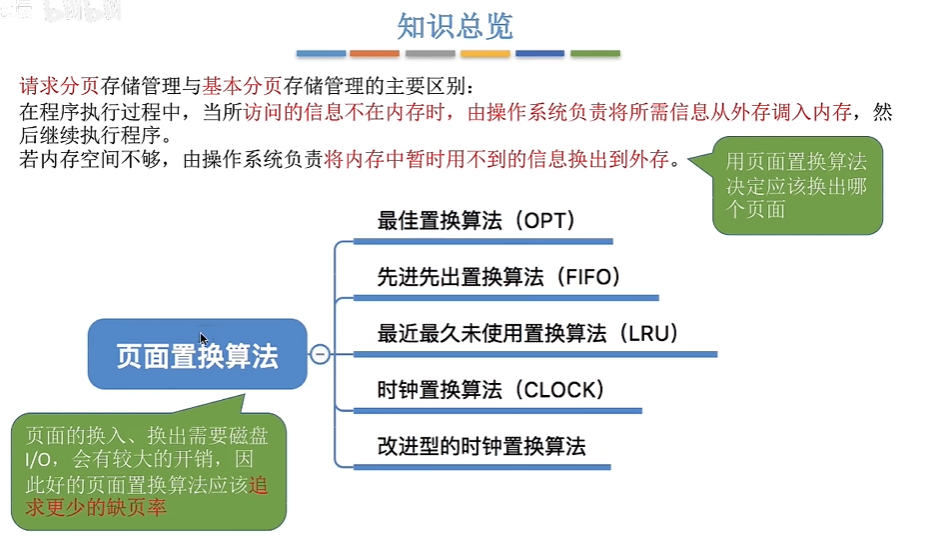 知识总览
请求分页存储管理与基本分页存储管理的主要区别：
在程序执行过程中，当所访问的信息不在内存时，由操作系统负责将所需信息从外存调入内存，然
后继续执行程序。
若内存空间不够，由操作系统负责将内存中暂时用不到的信息换出到外存。
用页面置换算法
决定应该换出哪
个页面
最佳置换算法（OPT）
先进先出置换算法（FIFO）
最近最久未使用置换算法（LRU）
页面置换算法
时钟置换算法（CLOCK）
改进型的时钟置换算法
页面的换入、换出需要磁盘
I/O，会有较大的开销，因
此好的页面置换算法应该追
求更少的缺页率